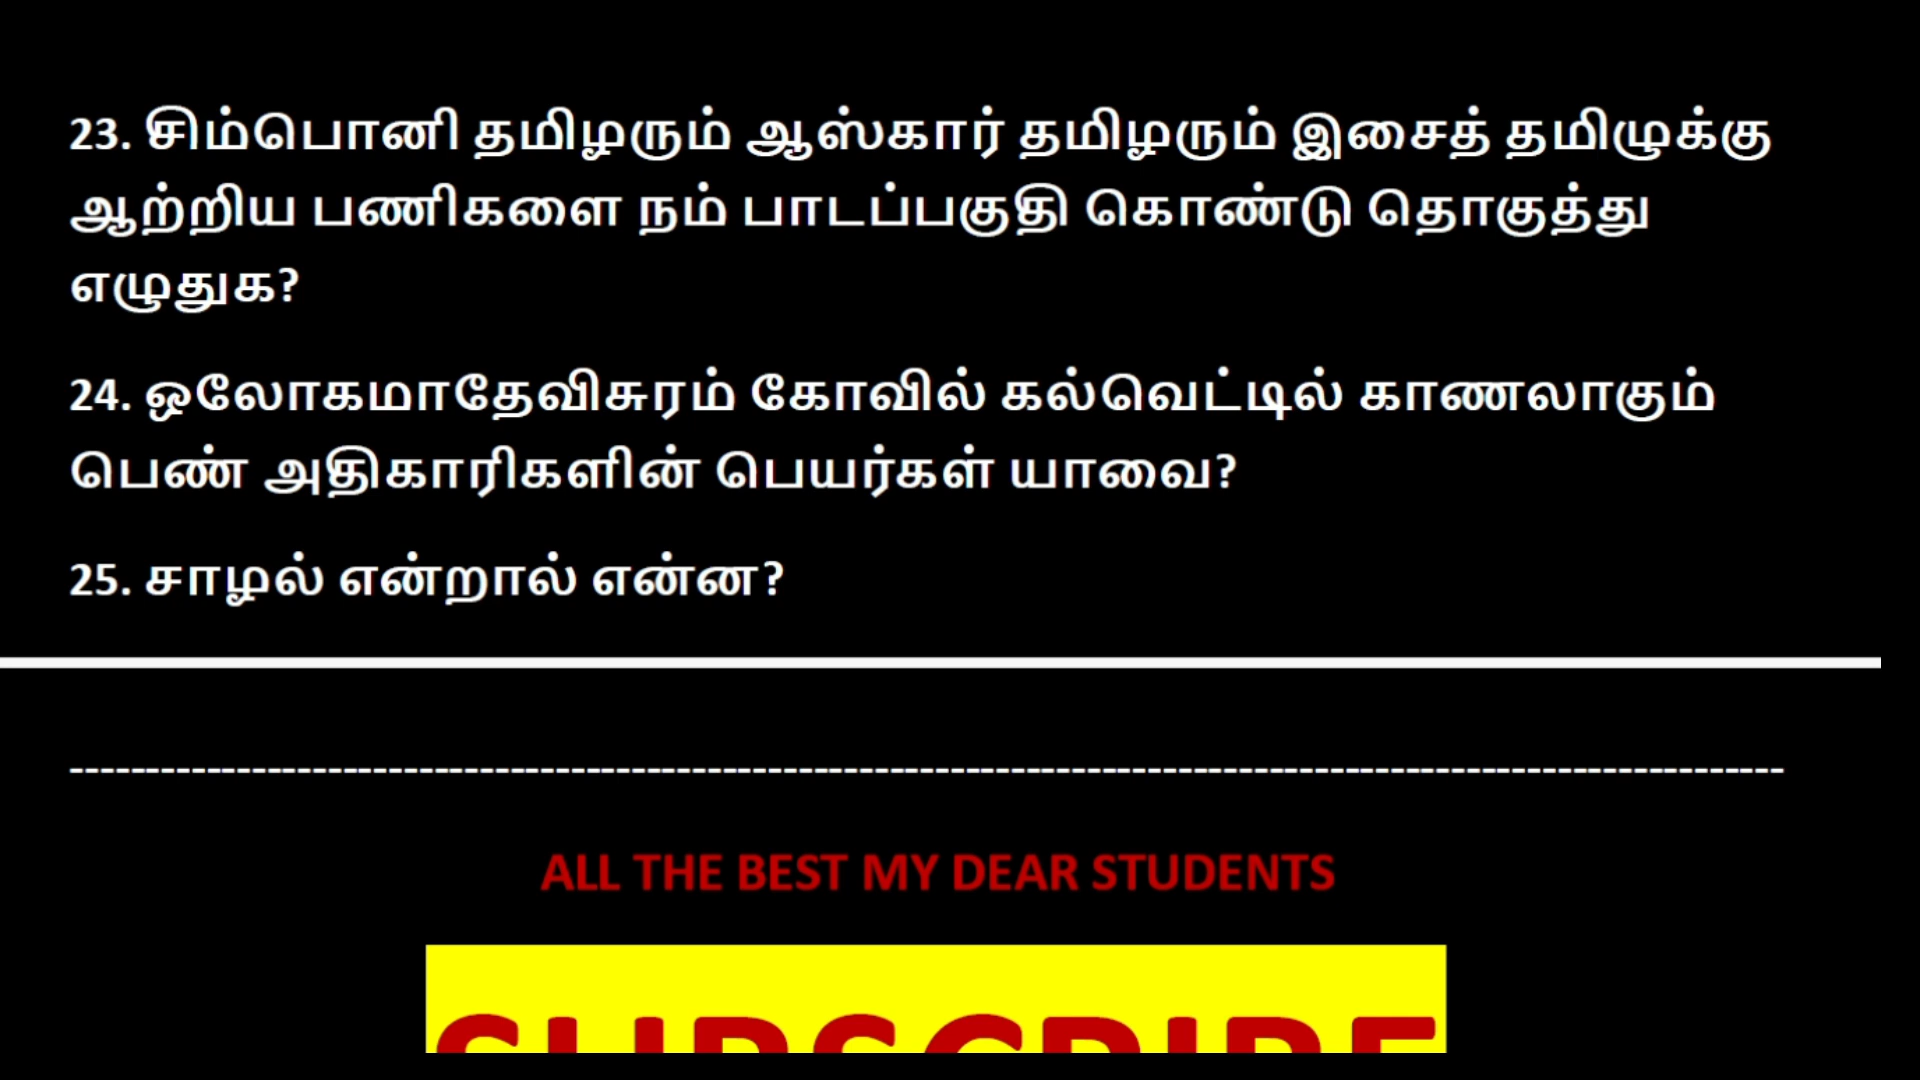 23. சிம்பொனி தமிழரும் ஆஸ்கார் தமிழரும் இசைத் தமிழுக்கு
ஆற்றிய பணிகளை நம் பாடப்பகுதி கொண்டு தொகுத்து
எழுதுக?
24. ஒலோகமாதேவிசுரம் கோவில் கல்வெட்டில் காணலாகும்
பெண் அதிகாரிகளின் பெயர்கள் யாவை?
25. சாழல் என்றால் என்ன?
ALL THE BEST MY DEAR STUDENTS
SUBSCRIBE